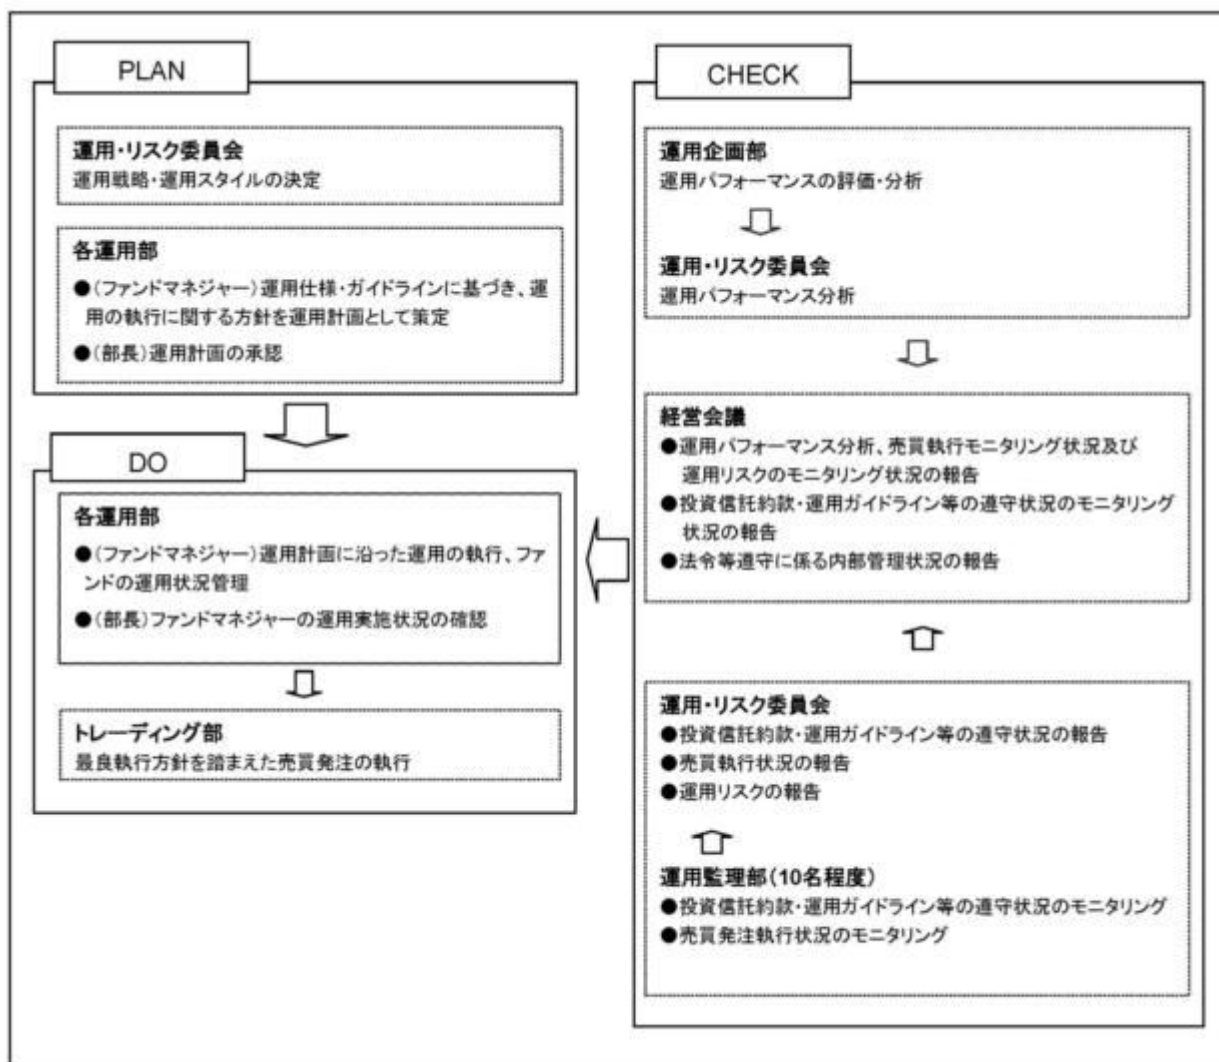 PLAN
運用・リスク委員会
運用戦略・運用スタイルの決定
各運用部
●(ファンドマネジャー)運用仕様・ガイドラインに基づき、運
用の執行に関する方針を運用計画として策定
●(部長)運用計画の承認
DO
各運用部
●(ファンドマネジャー)運用計画に沿った運用の執行、ファ
ンドの運用状況管理
●(部長)ファンドマネジャーの運用実施状況の確認
トレーディング部
最良執行方針を踏まえた売買発注の執行
CHECK
運用企画部
運用パフォーマンスの評価・分析
運用・リスク委員会
運用パフォーマンス分析
経営会議
●運用パフォーマンス分析、売買執行モニタリング状況及び
運用リスクのモニタリング状況の報告
●投資信託約款・運用ガイドライン等の遵守状況のモニタリング
状況の報告
●法令等遵守に係る内部管理状況の報告
運用・リスク委員会
●投資信託約款・運用ガイドライン等の遵守状況の報告
●売買執行状況の報告
●運用リスクの報告
運用監理部(10名程度)
●投資信託約款・運用ガイドライン等の遵守状況のモニタリング
●売買発注執行状況のモニタリング